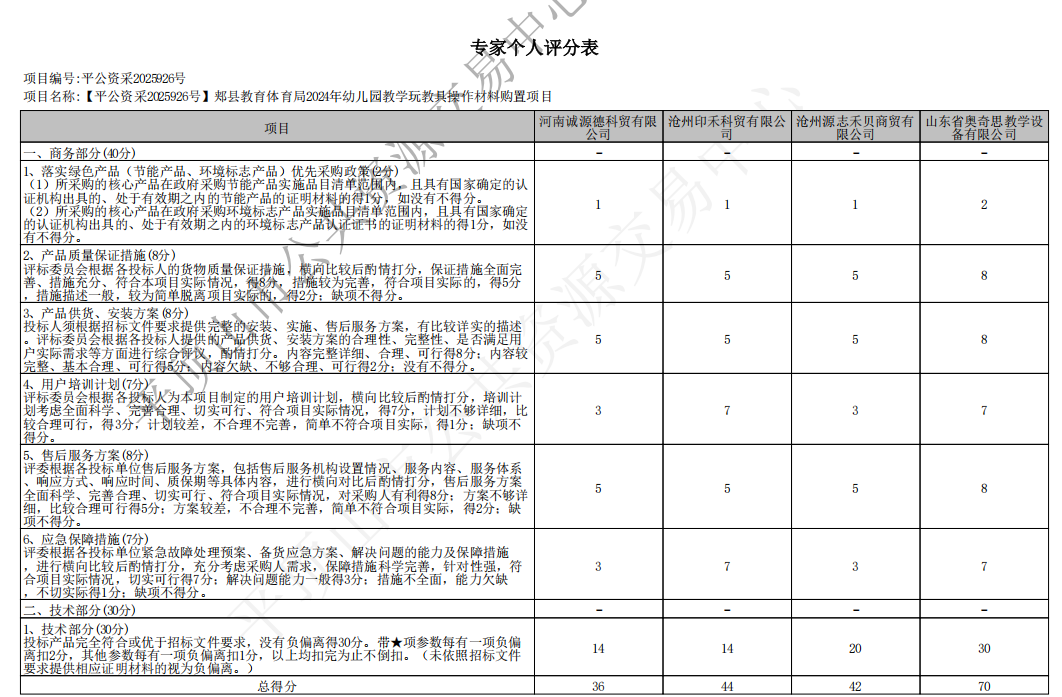 专家个人评分表
项目编号:平公资采2025926号
项目名称:【平公资采2025926号】郏县教育体育局2024年幼儿园教学玩教具操作材料购置项目
项目 河南诚源德科贸有限公司 沧州印禾科贸有限公司 沧州源志禾贝商贸有限公司 山东省奥奇思教学设备有限公司
一、商务部分(40分) - - - -
1、落实绿色产品（节能产品、环境标志产品）优先采购政策(2分)
（1）所采购的核心产品在政府采购节能产品实施品目清单范围内，且具有国家确定的认
证机构出具的、处于有效期之内的节能产品的证明材料的得1分，如没有不得分。
（2）所采购的核心产品在政府采购环境标志产品实施品目清单范围内，且具有国家确定
的认证机构出具的、处于有效期之内的环境标志产品认证证书的证明材料的得1分，如没
有不得分。
1 1 1 2
2、产品质量保证措施(8分)
评标委员会根据各投标人的货物质量保证措施，横向比较后酌情打分，保证措施全面完
善、措施充分、符合本项目实际情况，得8分，措施较为完善，符合项目实际的，得5分
，措施描述一般，较为简单脱离项目实际的，得2分；缺项不得分。
5 5 5 8
3、产品供货、安装方案(8分)
投标人须根据招标文件要求提供完整的安装、实施、售后服务方案，有比较详实的描述
。评标委员会根据各投标人提供的产品供货、安装方案的合理性、完整性、是否满足用
户实际需求等方面进行综合评议，酌情打分。内容完整详细、合理、可行得8分；内容较
完整、基本合理、可行得5分；内容欠缺、不够合理、可行得2分；没有不得分。
5 5 5 8
4、用户培训计划(7分)
评标委员会根据各投标人为本项目制定的用户培训计划，横向比较后酌情打分，培训计
划考虑全面科学、完善合理、切实可行、符合项目实际情况，得7分，计划不够详细，比
较合理可行，得3分，计划较差，不合理不完善，简单不符合项目实际，得1分；缺项不
得分。
3 7 3 7
5、售后服务方案(8分)
评委根据各投标单位售后服务方案，包括售后服务机构设置情况、服务内容、服务体系
、响应方式、响应时间、质保期等具体内容，进行横向对比后酌情打分，售后服务方案
全面科学、完善合理、切实可行、符合项目实际情况，对采购人有利得8分；方案不够详
细，比较合理可行得5分；方案较差，不合理不完善，简单不符合项目实际，得2分；缺
项不得分。
5 5 5 8
6、应急保障措施(7分)
评委根据各投标单位紧急故障处理预案、备货应急方案、解决问题的能力及保障措施
，进行横向比较后酌情打分，充分考虑采购人需求，保障措施科学完善，针对性强，符
合项目实际情况，切实可行得7分；解决问题能力一般得3分；措施不全面，能力欠缺
，不切实际得1分；缺项不得分。
3 7 3 7
二、技术部分(30分) - - - -
1、技术部分(30分)
投标产品完全符合或优于招标文件要求，没有负偏离得30分。带★项参数每有一项负偏
离扣2分，其他参数每有一项负偏离扣1分，以上均扣完为止不倒扣。（未依照招标文件
要求提供相应证明材料的视为负偏离。）
14 14 20 30
总得分 36 44 42 70
平顶山市公共资源交易中心
平顶山市公共资源交易中心